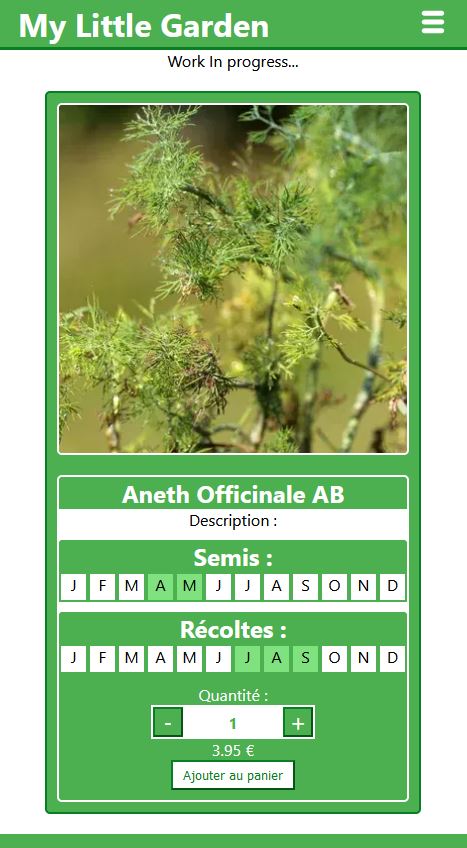 My Little Garden
Work In progress...
Aneth Officinale AB
Description :
Semis :
J F M A M J J A S O N D
Récoltes :
J F M A M J J A S O N D
Quantité :
- 1 +
3.95 €
Ajouter au panier